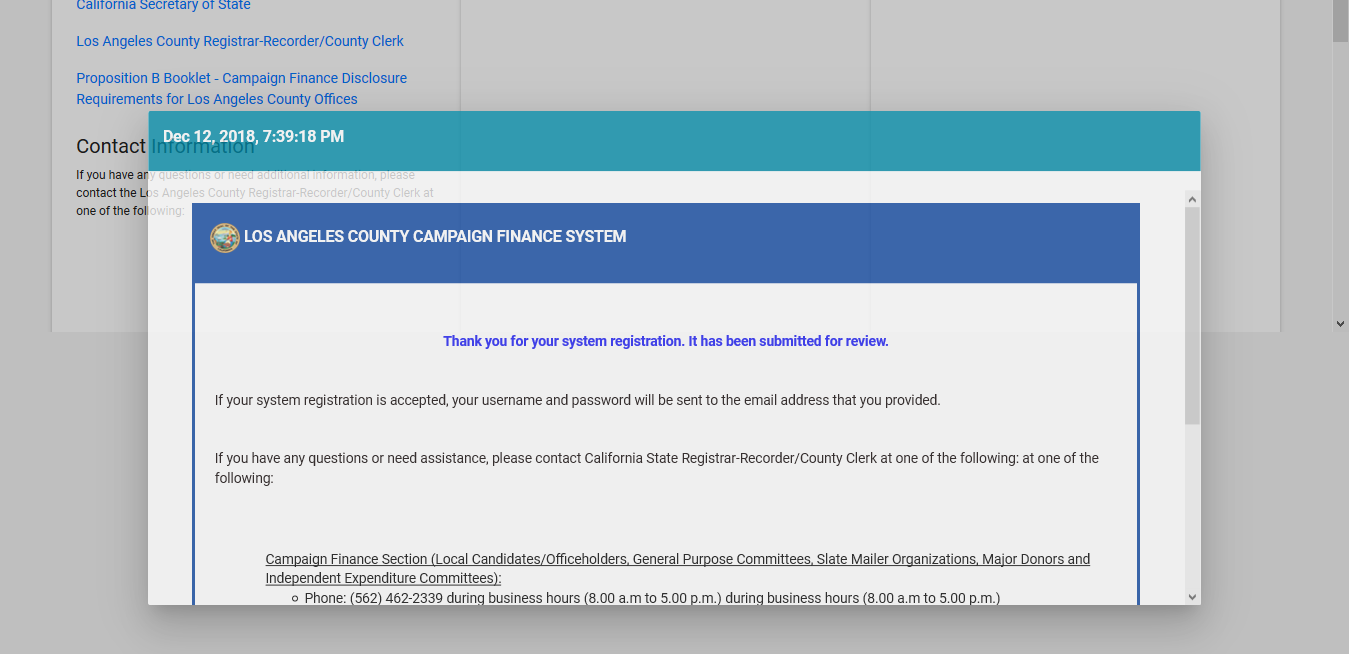 California Secretary of State
Los Angeles County Registrar-Recorder/County Clerk
Proposition B Booklet - Campaign Finance Disclosure
Requirements for Los Angeles County Offices
Contact Information
If you have any questions or need additional information, please
contact the Los Angeles County Registrar-Recorder/County Clerk at
one of the following:
Dec 12, 2018, 7:39:18 PM
LOS ANGELES COUNTY CAMPAIGN FINANCE SYSTEM
Thank you for your system registration. It has been submitted for review.
If your system registration is accepted, your username and password will be sent to the email address that you provided.
If you have any questions or need assistance, please contact California State Registrar-Recorder/County Clerk at one of the following: at one of the
following:
Campaign Finance Section (Local Candidates/Officeholders, General Purpose Committees, Slate Mailer Organizations, Major Donors and
Independent Expenditure Committees):
Phone: (562) 462-2339 during business hours (8.00 a.m to 5.00 p.m.) during business hours (8.00 a.m to 5.00 p.m.)